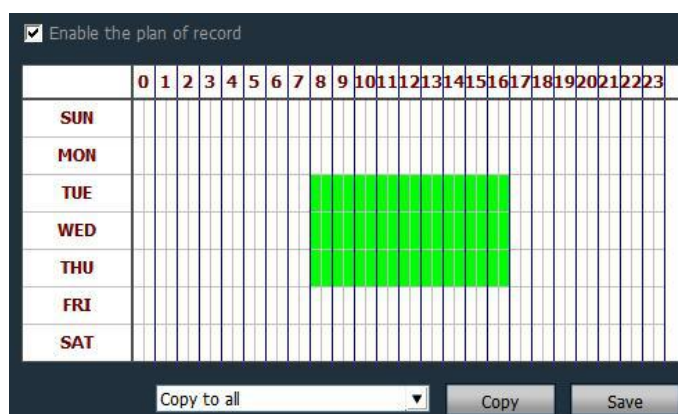 Enable the plan of record
0 1 2 3 4 5 6 7 8 9 10 11 12 13 14 15 16 17 18 19 20 21 22 23
SUN
MON
TUE
WED
THU
FRI
SAT
Copy to all Copy Save